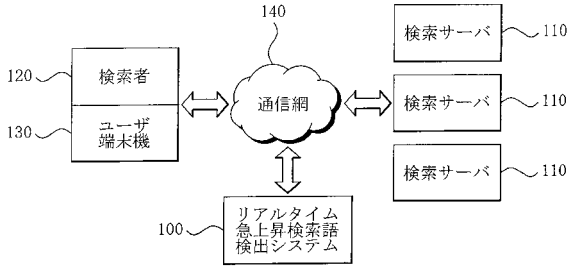 140
検索サーバ
110
120
検索者
130
ユーザ
端末機
通信網
検索サーバ
110
検索サーバ
110
100
リアルタイム
急上昇検索語
検出システム